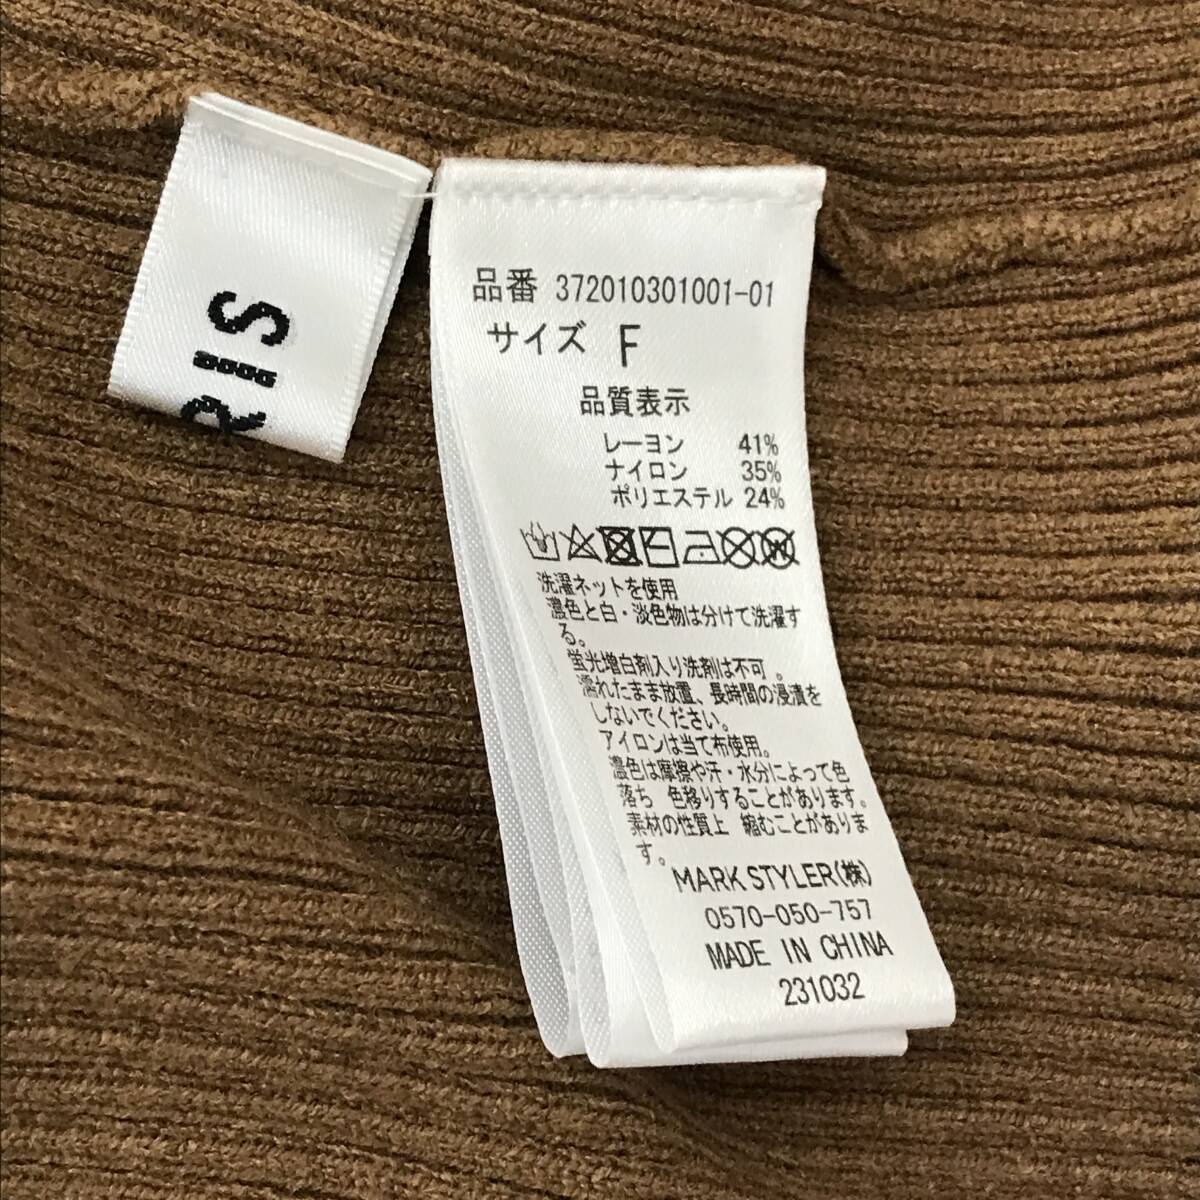 RIS
品番 372010301001-01
サイズ F
品質表示
レーヨン 41%
ナイロン 35%
ポリエステル 24%
洗濯ネットを使用
濃色と白・淡色物は分けて洗濯す
る。
蛍光増白剤入り洗剤は不可。
濡れたまま放置、長時間の浸漬を
しないでください。
アイロンは当て布使用。
濃色は摩擦や汗・水分によって色
落ち 色移りすることがあります。
素材の性質上 縮むことがありま
す。
MARK STYLER(株)
0570-050-757
MADE IN CHINA
231032